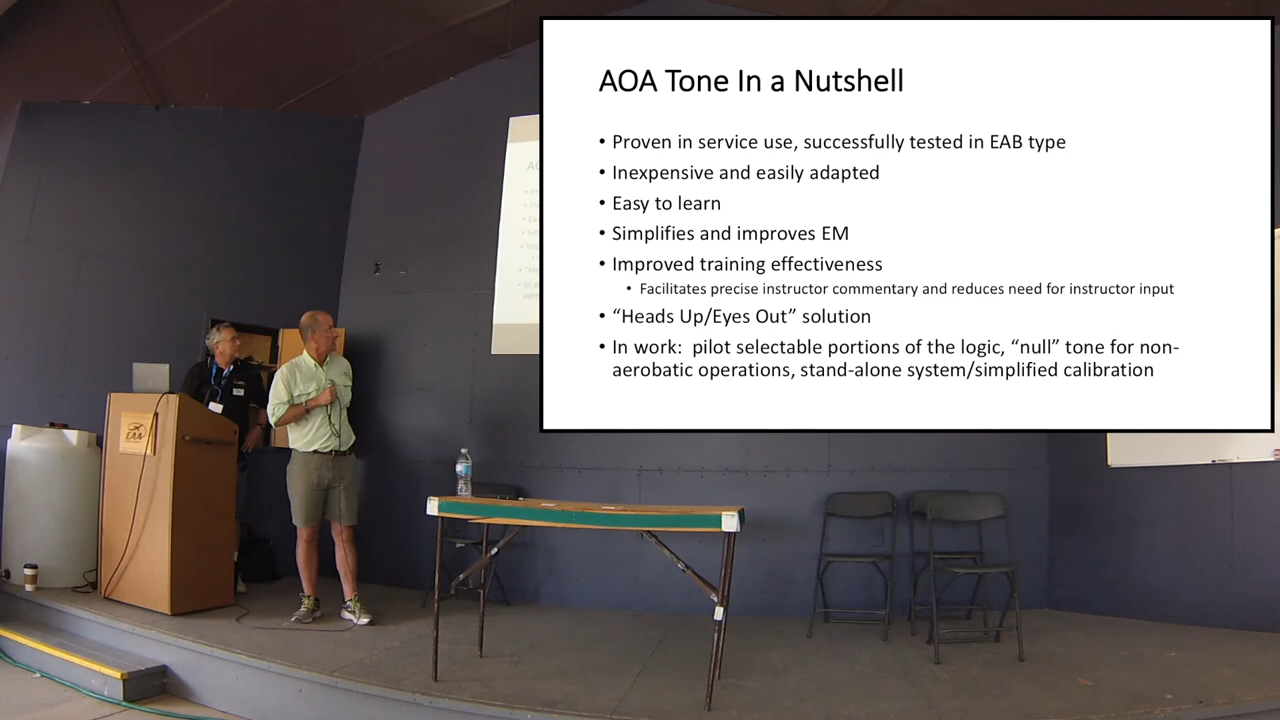 AOA Tone In a Nutshell
• Proven in service use, successfully tested in EAB type
• Inexpensive and easily adapted
• Easy to learn
• Simplifies and improves EM
• Improved training effectiveness
• Facilitates precise instructor commentary and reduces need for instructor input
• “Heads Up/Eyes Out” solution
• In work:  pilot selectable portions of the logic, “null” tone for non-
aerobatic operations, stand-alone system/simplified calibration
EAA